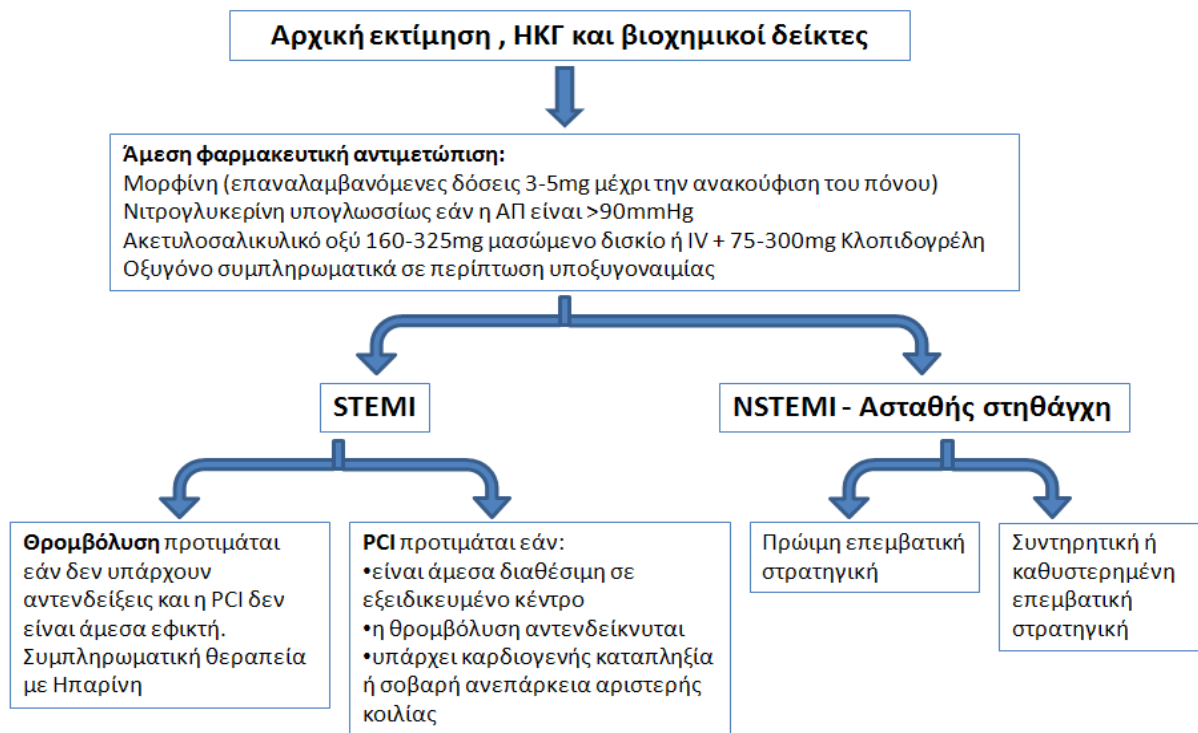 Αρχική εκτίμηση , ΗΚΓ και βιοχημικοί δείκτες
Άμεση φαρμακευτική αντιμετώπιση:
Μορφίνη (επαναλαμβανόμενες δόσεις 3-5mg μέχρι την ανακούφιση του πόνου)
Νιτρογλυκερίνη υπογλωσσίως εάν η ΑΠ είναι >90mmHg
Ακετυλοσαλικυλικό οξύ 160-325mg μασώμενο δισκίο ή IV + 75-300mg Κλοπιδογρέλη
Οξυγόνο συμπληρωματικά σε περίπτωση υποξυγοναιμίας
STEMI
NSTEMI - Ασταθής στηθάγχη
Θρομβόλυση προτιμάται
εάν δεν υπάρχουν
αντενδείξεις και η PCI δεν
είναι άμεσα εφικτή.
Συμπληρωματική θεραπεία
με Ηπαρίνη
PCI προτιμάται εάν:
•είναι άμεσα διαθέσιμη σε
εξειδικευμένο κέντρο
•η θρομβόλυση αντενδείκνυται
•υπάρχει καρδιογενής καταπληξία
ή σοβαρή ανεπάρκεια αριστερής
κοιλίας
Πρώιμη επεμβατική
στρατηγική
Συντηρητική ή
καθυστερημένη
επεμβατική
στρατηγική